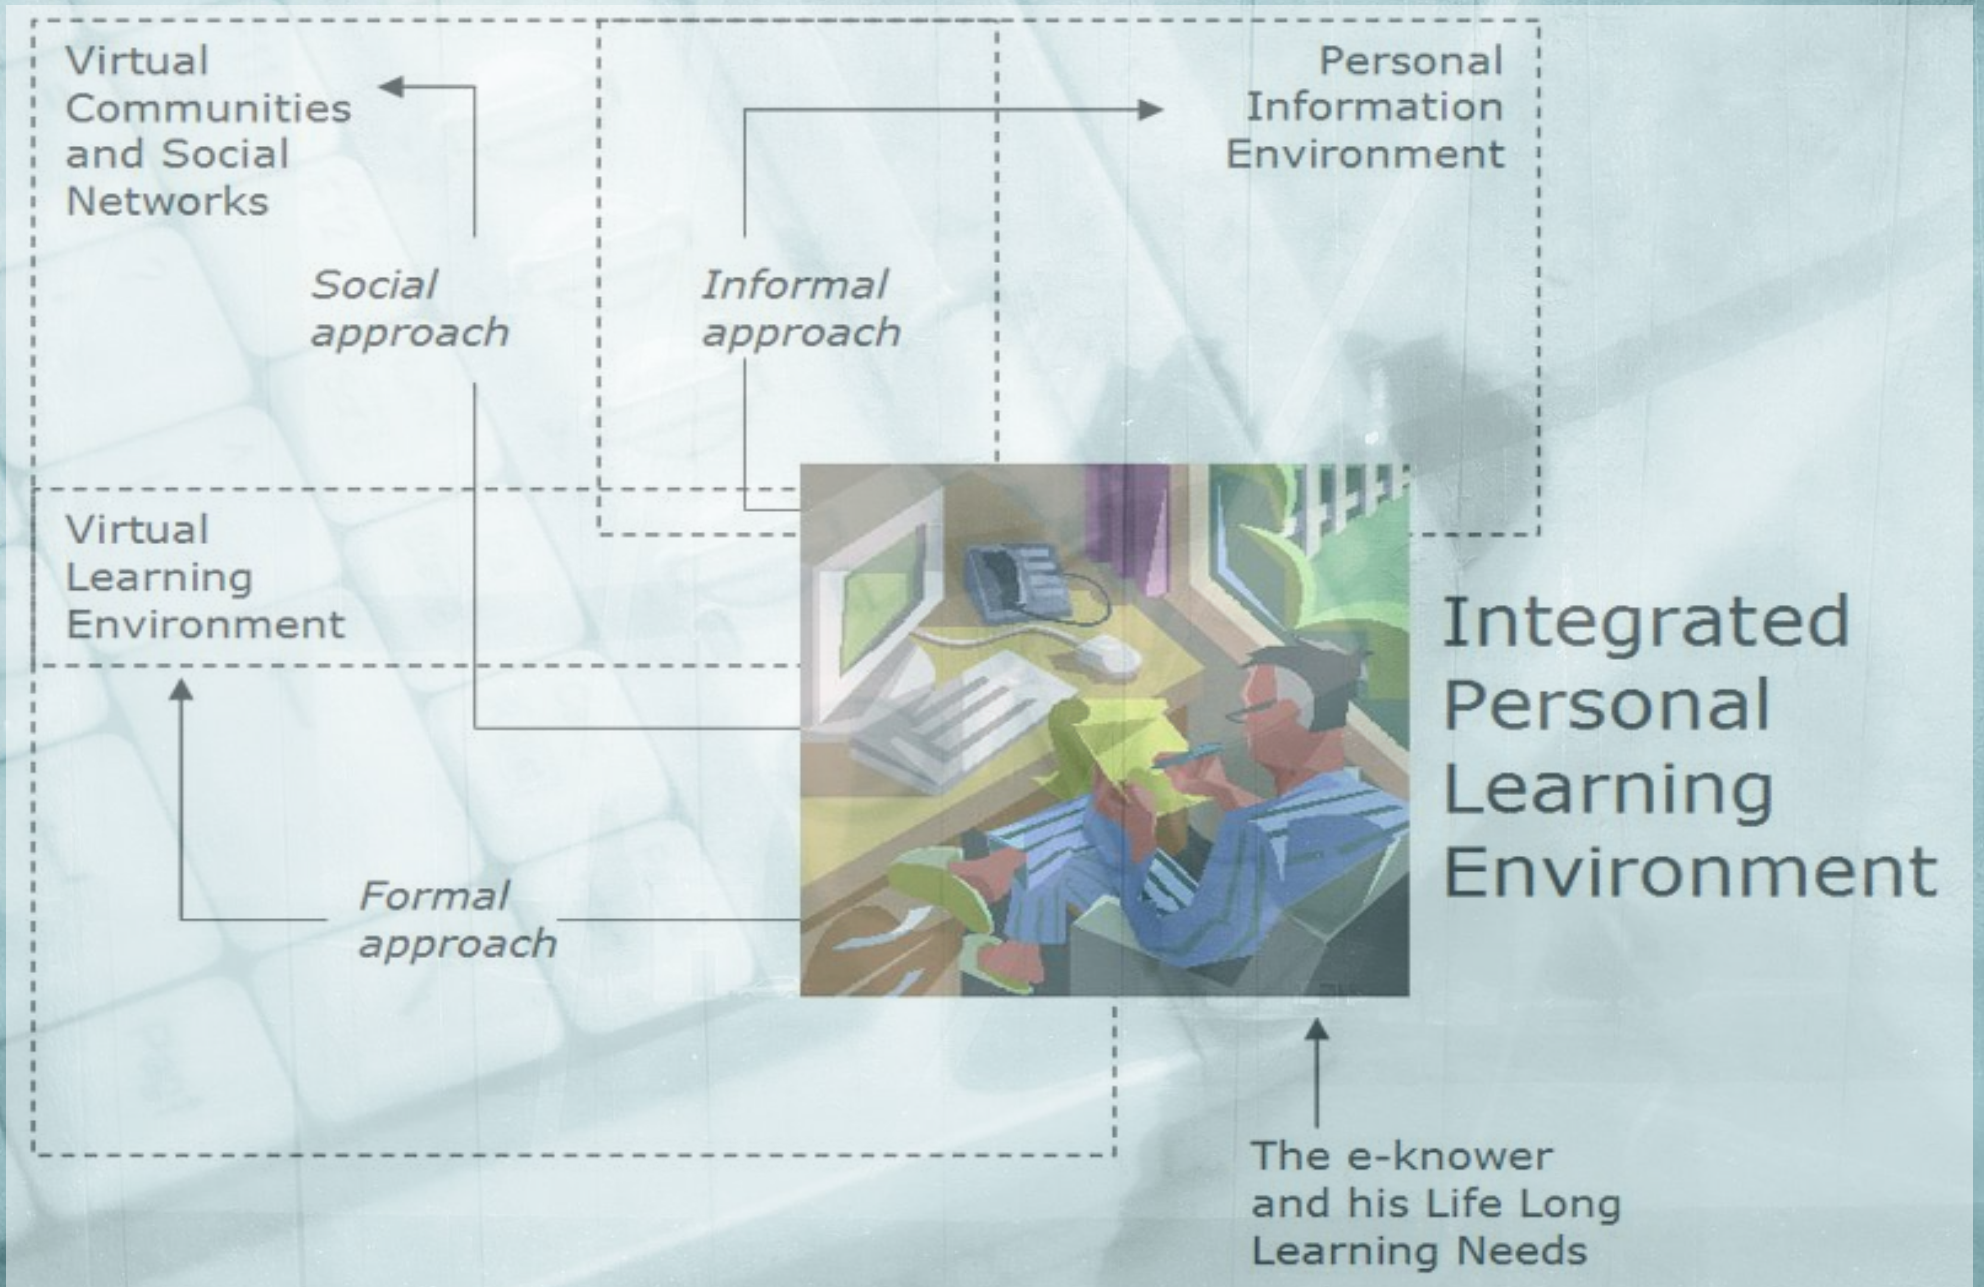 Virtual
Communities
and Social
Networks
Personal
Information
Environment
Social
approach
Informal
approach
Virtual
Learning
Environment
Integrated
Personal
Learning
Environment
Formal
approach
The e-knower
and his Life Long
Learning Needs